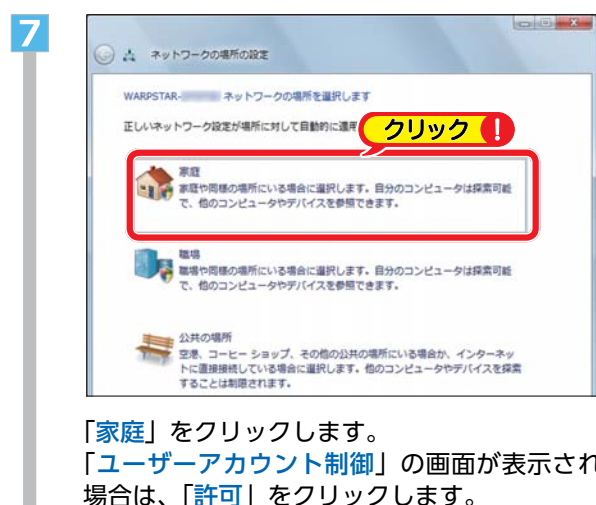 7
ネットワークの場所の設定
WARPSTAR- ネットワークの場所を選択します
正しいネットワーク設定が場所に対して自動的に適用
クリック!
家庭
家庭や同様の場所にいる場合に選択します。自分のコンピュータは探索可能
で、他のコンピュータやデバイスを参照できます。
職場
職場や同様の場所にいる場合に選択します。自分のコンピュータは探索可能
で、他のコンピュータやデバイスを参照できます。
公共の場所
空港、コーヒー ショップ、その他の公共の場所にいる場合か、インターネッ
トに直接接続している場合に選択します。他のコンピュータやデバイスを探索
することは制限されます。
「家庭」をクリックします。
「ユーザーアカウント制御」の画面が表示され
場合は、「許可」をクリックします。